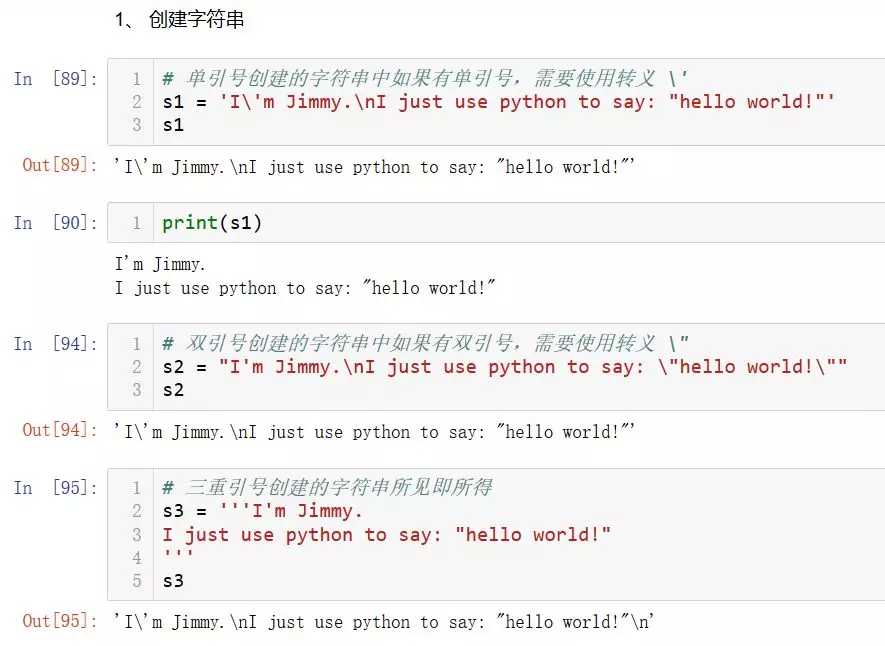 1、 创建字符串
In [89]:
1 # 单引号创建的字符串中如果有单引号，需要使用转义 \'
2 s1 = 'I\'m Jimmy.\nI just use python to say: "hello world!"'
3 s1
Out[89]: 'I\'m Jimmy.\nI just use python to say: "hello world!"'
In [90]:
1 print(s1)
I'm Jimmy.
I just use python to say: "hello world!"
In [94]:
1 # 双引号创建的字符串中如果有双引号，需要使用转义 \"
2 s2 = "I'm Jimmy.\nI just use python to say: \"hello world!\""
3 s2
Out[94]: 'I\'m Jimmy.\nI just use python to say: "hello world!"'
In [95]:
1 # 三重引号创建的字符串所见即所得
2 s3 = '''I'm Jimmy.
3 I just use python to say: "hello world!"
4 '''
5 s3
Out[95]: 'I\'m Jimmy.\nI just use python to say: "hello world!"\n'